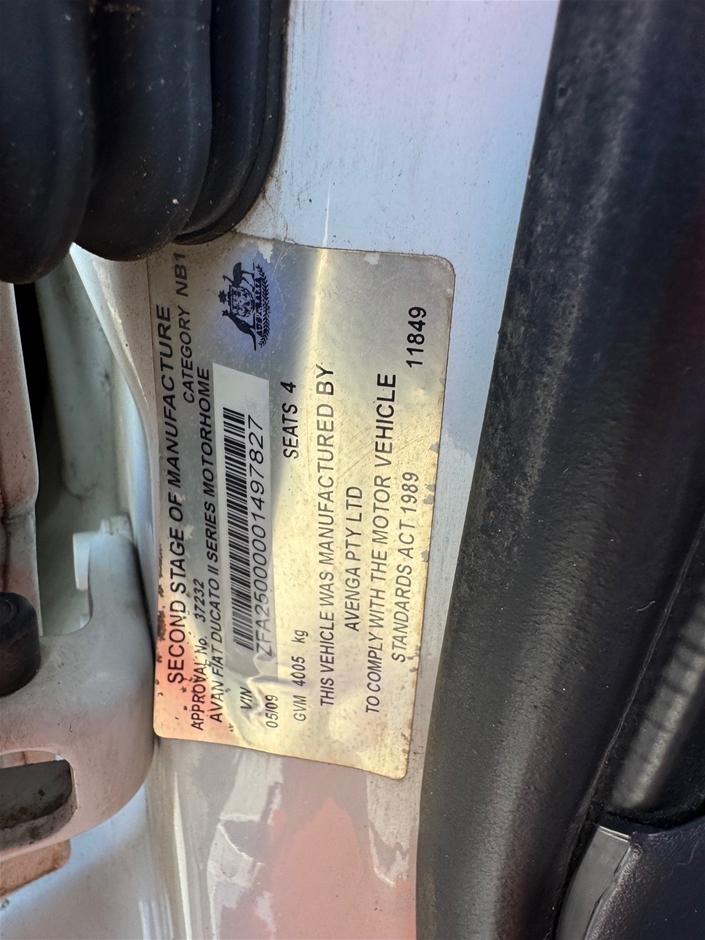 SECOND STAGE OF MANUFACTURE
APPROVAL No. 37232 CATEGORY NB1
AVAN FIAT DUCATO II SERIES MOTORHOME
VIN
05/09 ZFA25000001497827
GVM 4005 kg SEATS 4
THIS VEHICLE WAS MANUFACTURED BY
AVENGA PTY LTD
TO COMPLY WITH THE MOTOR VEHICLE
STANDARDS ACT 1989 11849